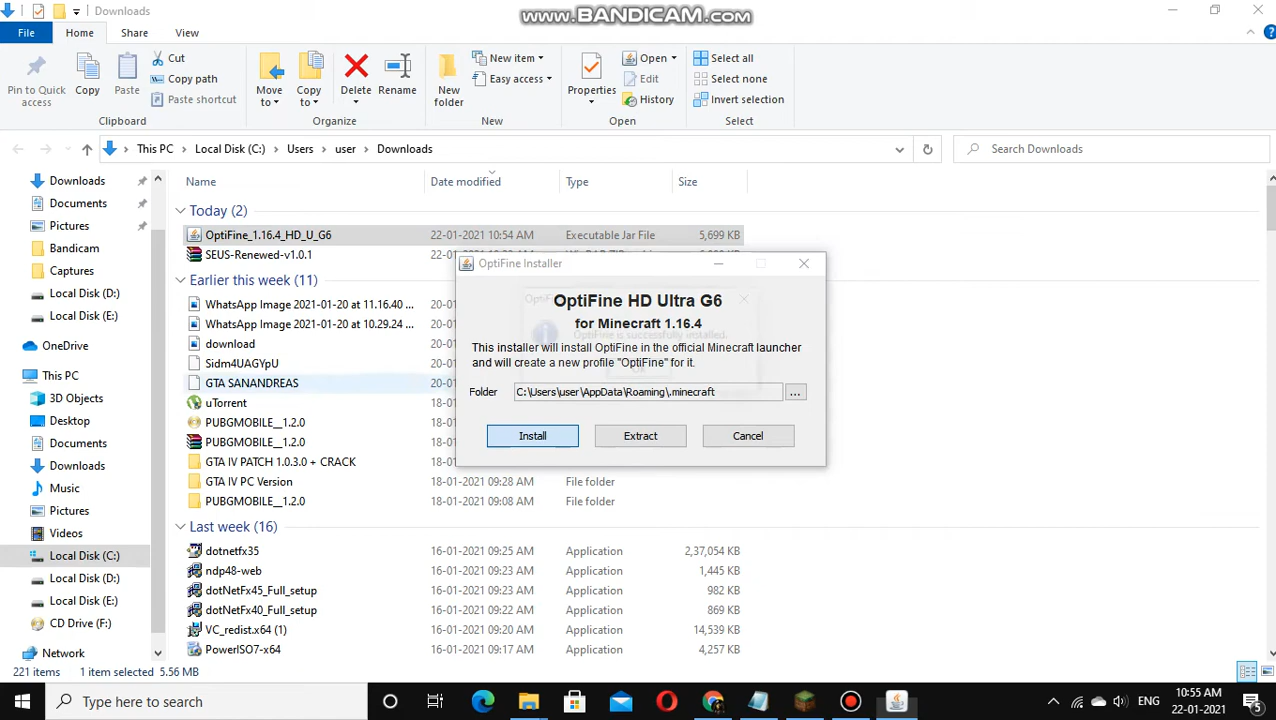 Downloads
www.BANDICAM.com
File Home Share View
Pin to Quick access
Copy
Paste
Cut
Copy path
Paste shortcut
Clipboard
Move to
Copy to
Delete
Rename
Organize
New folder
New item
Easy access
New
Properties
Open
Edit
History
Open
Select all
Select none
Invert selection
Select
This PC > Local Disk (C:) > Users > user > Downloads
Search Downloads
Name Date modified Type Size
Downloads
Documents
Pictures
Bandicam
Captures
Local Disk (D:)
Local Disk (E:)
OneDrive
This PC
3D Objects
Desktop
Documents
Downloads
Music
Pictures
Videos
Local Disk (C:)
Local Disk (D:)
Local Disk (E:)
CD Drive (F:)
Network
Today (2)
OptiFine_1.16.4_HD_U_G6 22-01-2021 10:54 AM Executable Jar File 5,699 KB
SEUS-Renewed-v1.0.1
Earlier this week (11)
WhatsApp Image 2021-01-20 at 11.16.40 ...
WhatsApp Image 2021-01-20 at 10.29.24 ...
download
Sidm4UAGYpU
GTA SANANDREAS
uTorrent
PUBGMOBILE__1.2.0
PUBGMOBILE__1.2.0
GTA IV PATCH 1.0.3.0 + CRACK
GTA IV PC Version 18-01-2021 09:28 AM File folder
PUBGMOBILE__1.2.0 18-01-2021 09:08 AM File folder
Last week (16)
dotnetfx35 16-01-2021 09:25 AM Application 2,37,054 KB
ndp48-web 16-01-2021 09:23 AM Application 1,445 KB
dotNetFx45_Full_setup 16-01-2021 09:23 AM Application 982 KB
dotNetFx40_Full_setup 16-01-2021 09:22 AM Application 869 KB
VC_redist.x64 (1) 16-01-2021 09:20 AM Application 14,539 KB
PowerISO7-x64 16-01-2021 09:17 AM Application 4,257 KB
OptiFine Installer
OptiFine HD Ultra G6
for Minecraft 1.16.4
OptiFine is successfully installed.
This installer will install OptiFine in the official Minecraft launcher
and will create a new profile "OptiFine" for it.
Folder C:\Users\user\AppData\Roaming\.minecraft ...
Install Extract Cancel
221 items 1 item selected 5.56 MB
Type here to search
ENG
10:55 AM
22-01-2021
5